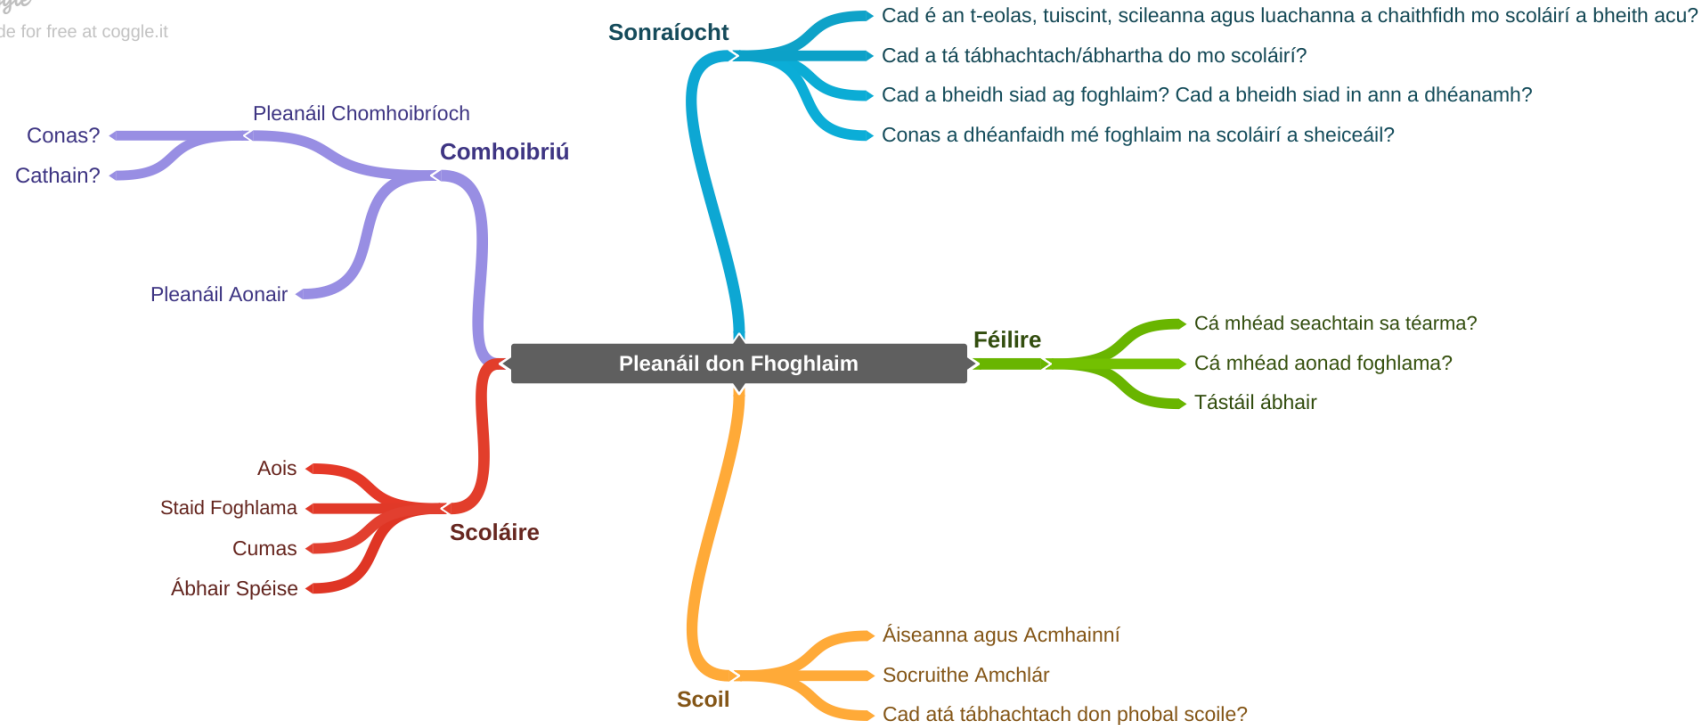 de for free at coggle.it
Pleanáil don Fhoghlaim
Sonraíocht
Cad é an t-eolas, tuiscint, scileanna agus luachanna a chaithfidh mo scoláirí a bheith acu?
Cad a tá tábhachtach/ábhartha do mo scoláirí?
Cad a bheidh siad ag foghlaim? Cad a bheidh siad in ann a dhéanamh?
Conas a dhéanfaidh mé foghlaim na scoláirí a sheiceáil?
Féilire
Cá mhéad seachtain sa téarma?
Cá mhéad aonad foghlama?
Tástáil ábhair
Scoil
Áiseanna agus Acmhainní
Socruithe Amchlár
Cad atá tábhachtach don phobal scoile?
Comhoibriú
Pleanáil Chomhoibríoch
Conas?
Cathain?
Pleanáil Aonair
Scoláire
Aois
Staid Foghlama
Cumas
Ábhair Spéise